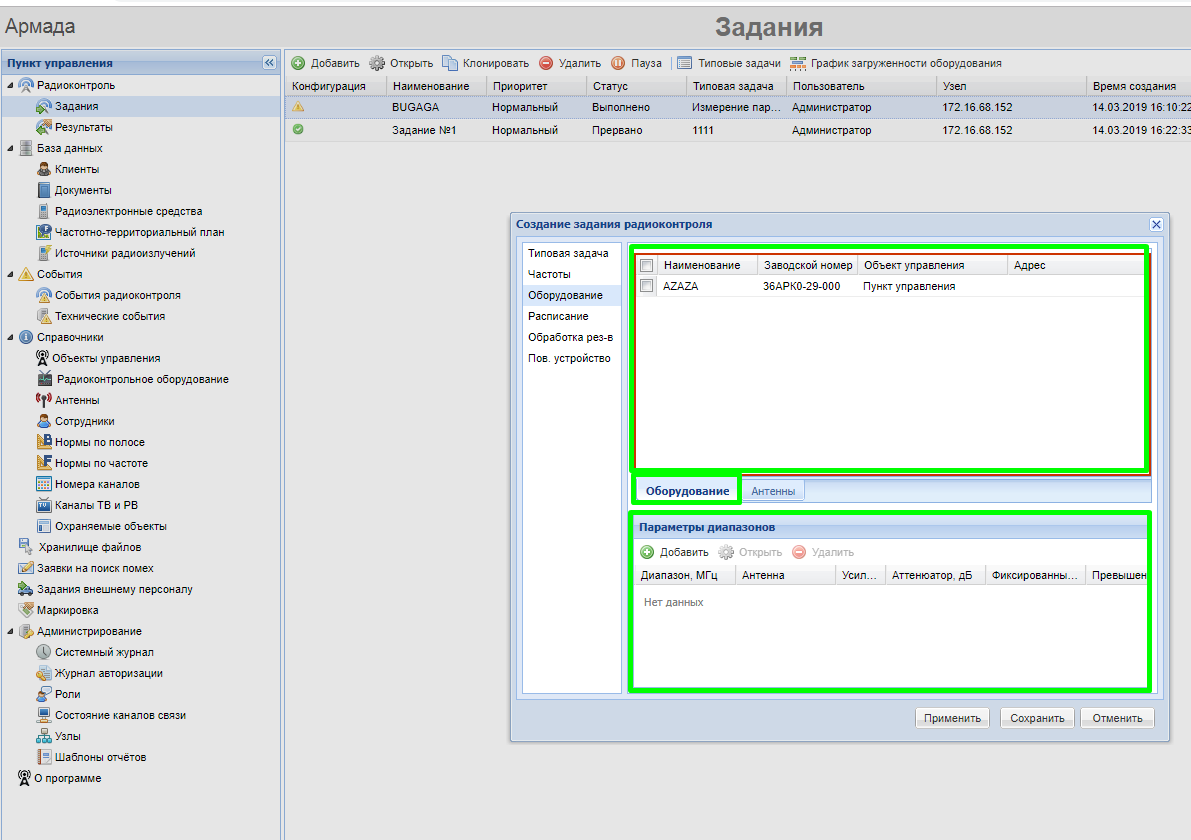 Армада
Задания
Пункт управления
Радиоконтроль
Задания
Результаты
База данных
Клиенты
Документы
Радиоэлектронные средства
Частотно-территориальный план
Источники радиоизлучений
События
События радиоконтроля
Технические события
Справочники
Объекты управления
Радиоконтрольное оборудование
Антенны
Сотрудники
Нормы по полосе
Нормы по частоте
Номера каналов
Каналы ТВ и РВ
Охраняемые объекты
Хранилище файлов
Заявки на поиск помех
Задания внешнему персоналу
Маркировка
Администрирование
Системный журнал
Журнал авторизации
Роли
Состояние каналов связи
Узлы
Шаблоны отчётов
О программе
Добавить Открыть Клонировать Удалить Пауза Типовые задачи График загруженности оборудования
Конфигурация Наименование Приоритет Статус Типовая задача Пользователь Узел Время создания
BUGAGA Нормальный Выполнено Измерение пар... Администратор 172.16.68.152 14.03.2019 16:10:22
Задание №1 Нормальный Прервано 1111 Администратор 172.16.68.152 14.03.2019 16:22:33
Создание задания радиоконтроля
Типовая задача
Частоты
Оборудование
Расписание
Обработка рез-в
Пов. устройство
Наименование Заводской номер Объект управления Адрес
AZAZA 36АРК0-29-000 Пункт управления
Оборудование Антенны
Параметры диапазонов
Добавить Открыть Удалить
Диапазон, МГц Антенна Усил... Аттенюатор, дБ Фиксированны... Превышен
Нет данных
Применить Сохранить Отменить